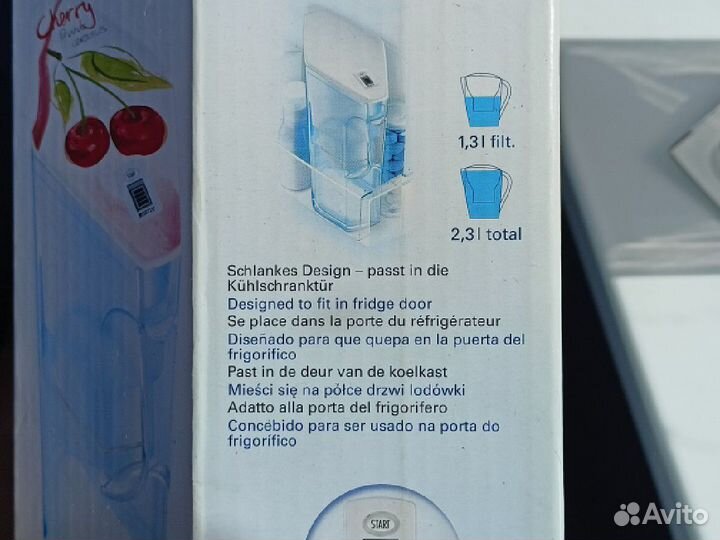 Cherry
1,3 l filt.
2,3 l total
Schlankes Design – passt in die
Kühlschranktür
Designed to fit in fridge door
Se place dans la porte du réfrigérateur
Diseñado para que quepa en la puerta del
frigorífico
Past in de deur van de koelkast
Mieści się na półce drzwi lodówki
Adatto alla porta del frigorifero
Concebido para ser usado na porta do
frigorífico
START
Avito